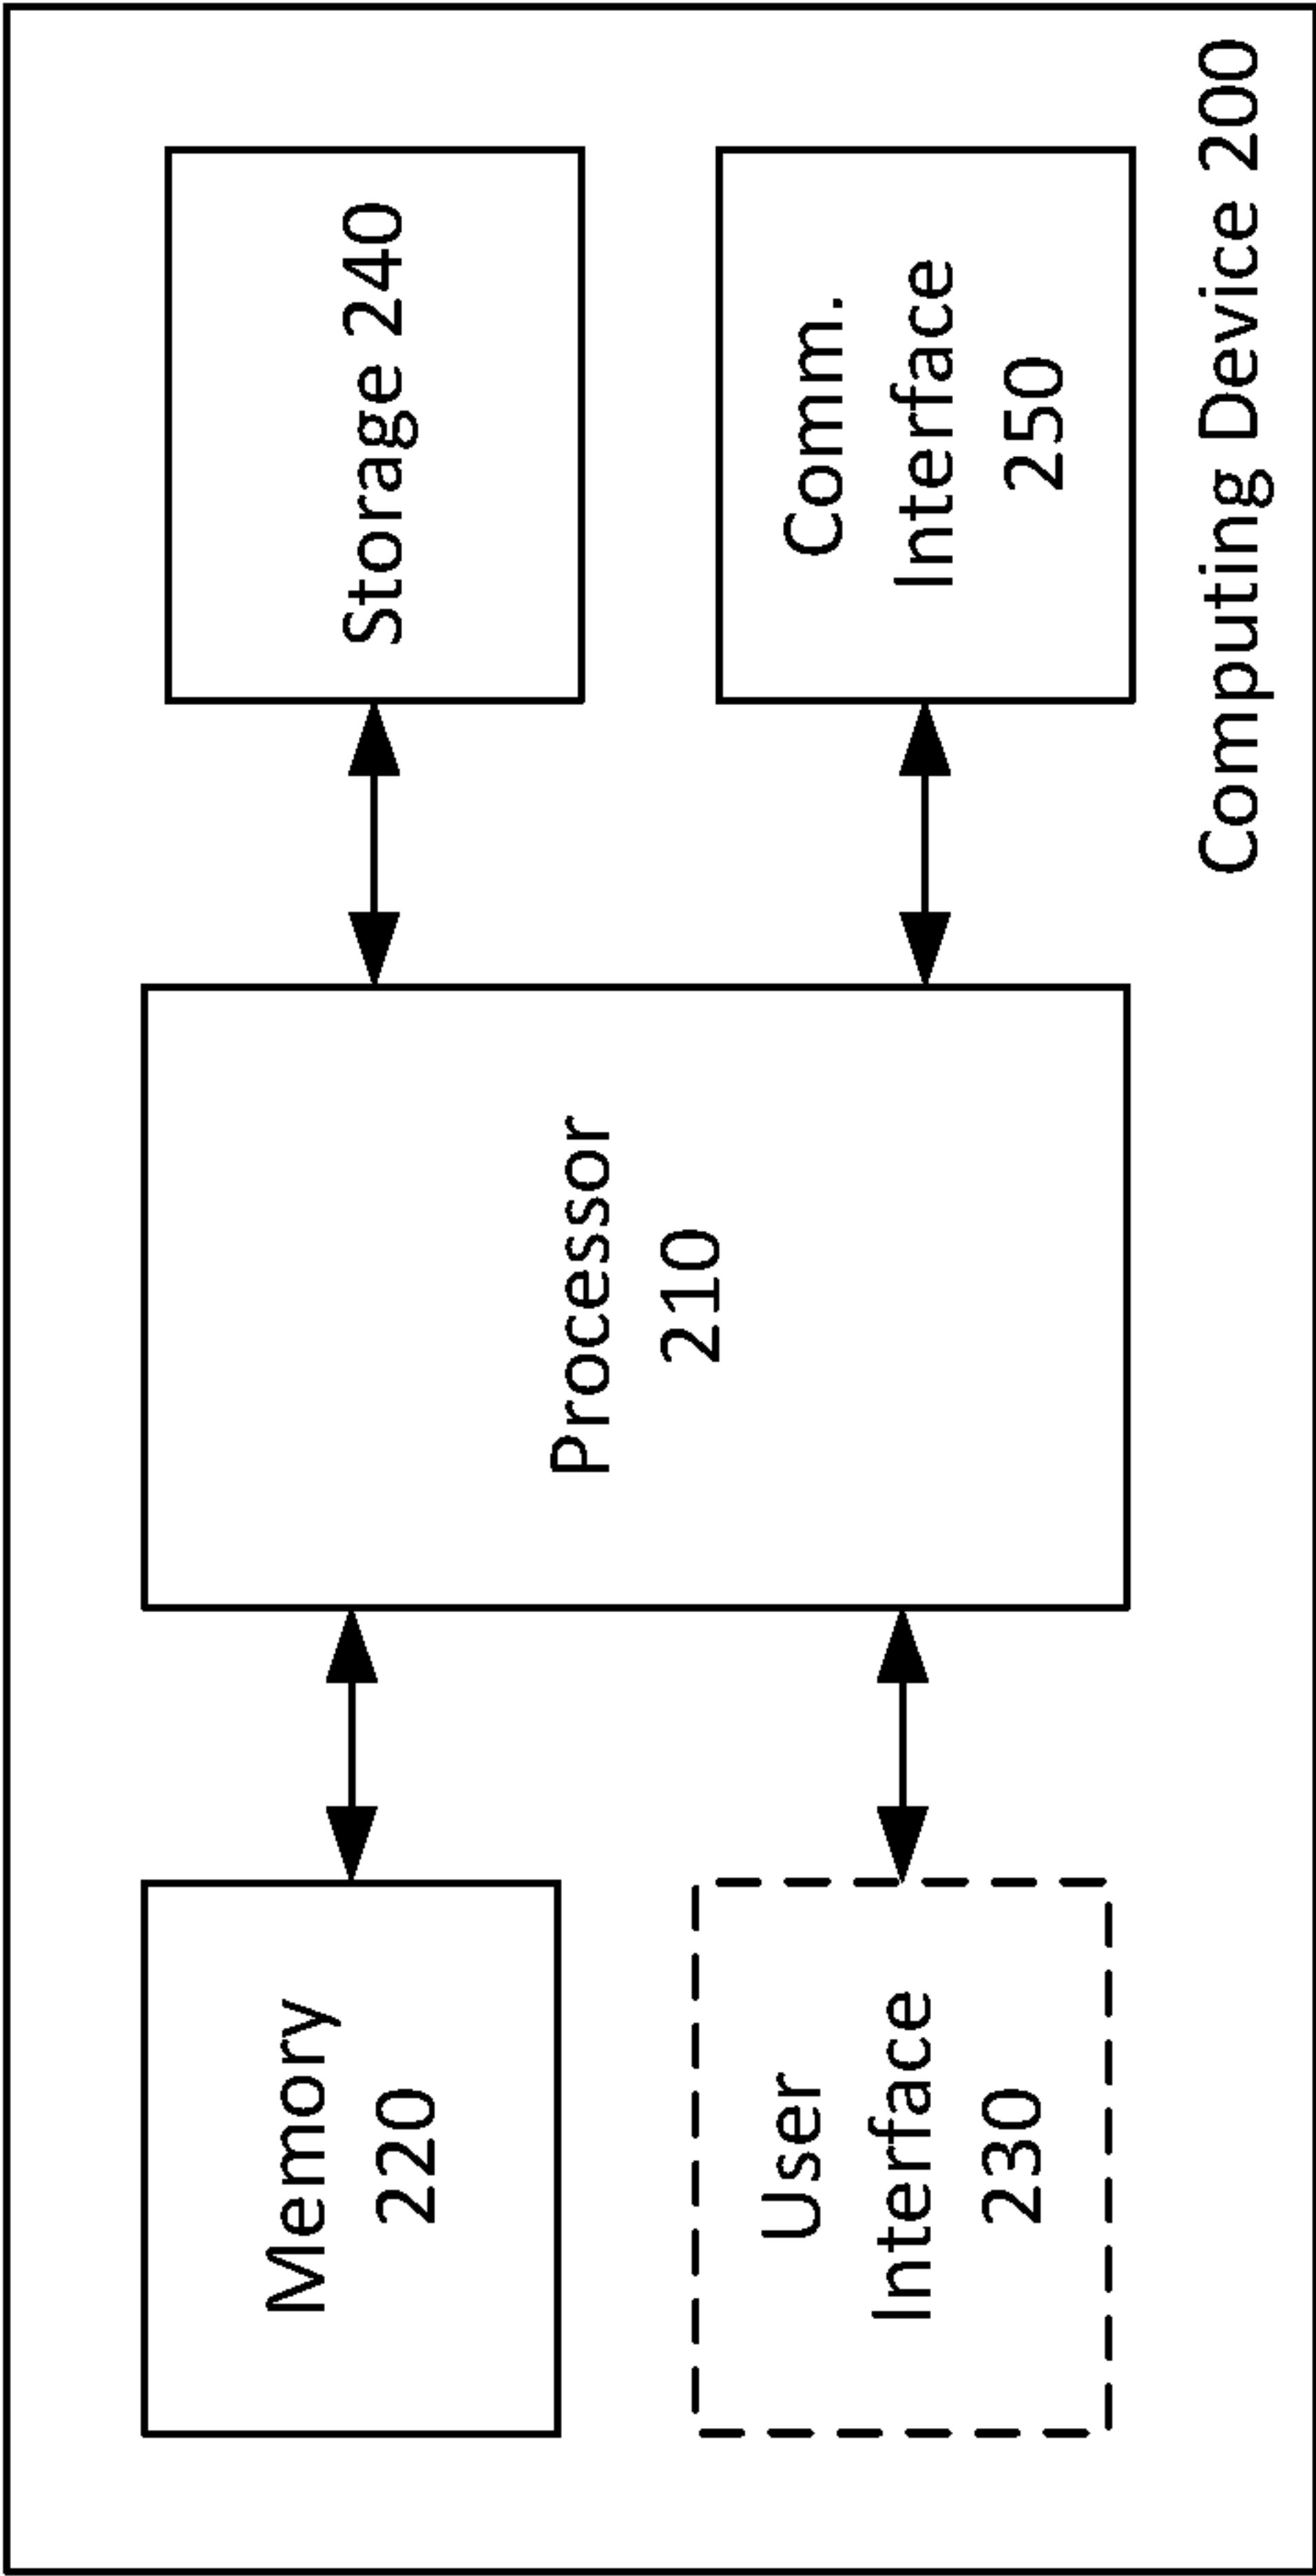 Memory
220
User
Interface
230
Processor
210
Storage 240
Comm.
Interface
250
Computing Device 200